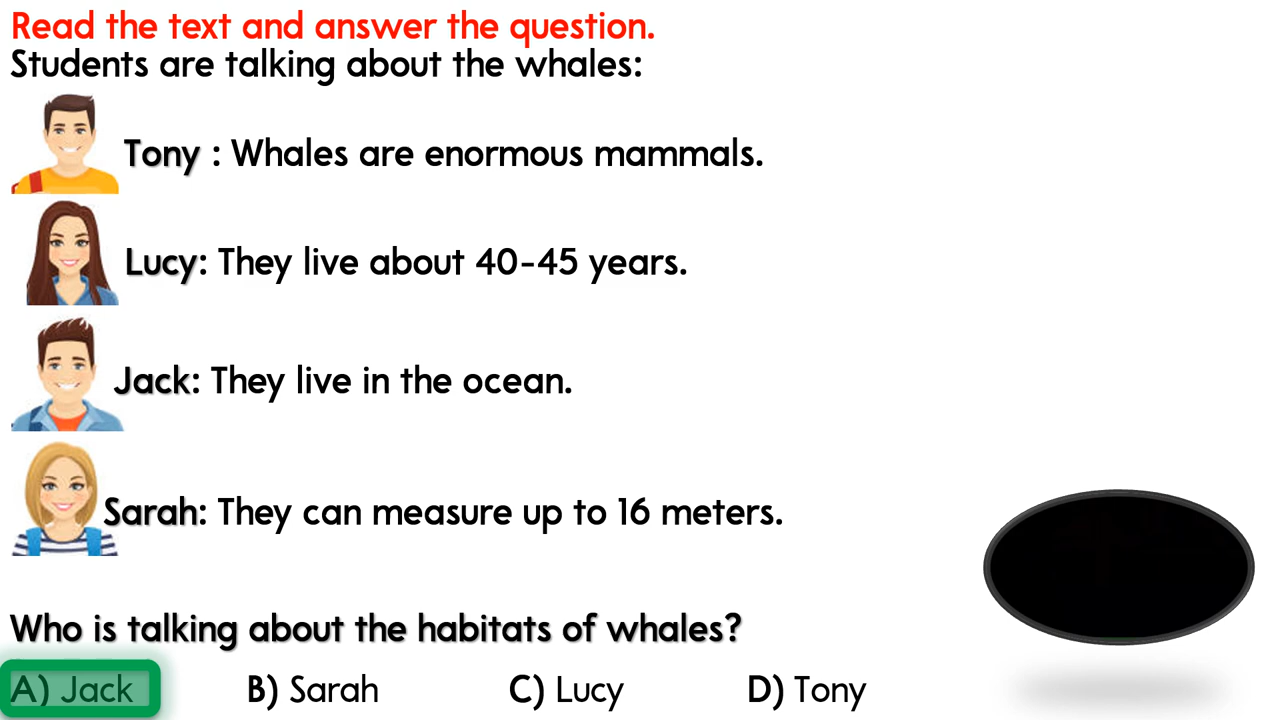 Read the text and answer the question.
Students are talking about the whales:
Tony : Whales are enormous mammals.
Lucy: They live about 40-45 years.
Jack: They live in the ocean.
Sarah: They can measure up to 16 meters.
Who is talking about the habitats of whales?
A) Jack B) Sarah C) Lucy D) Tony